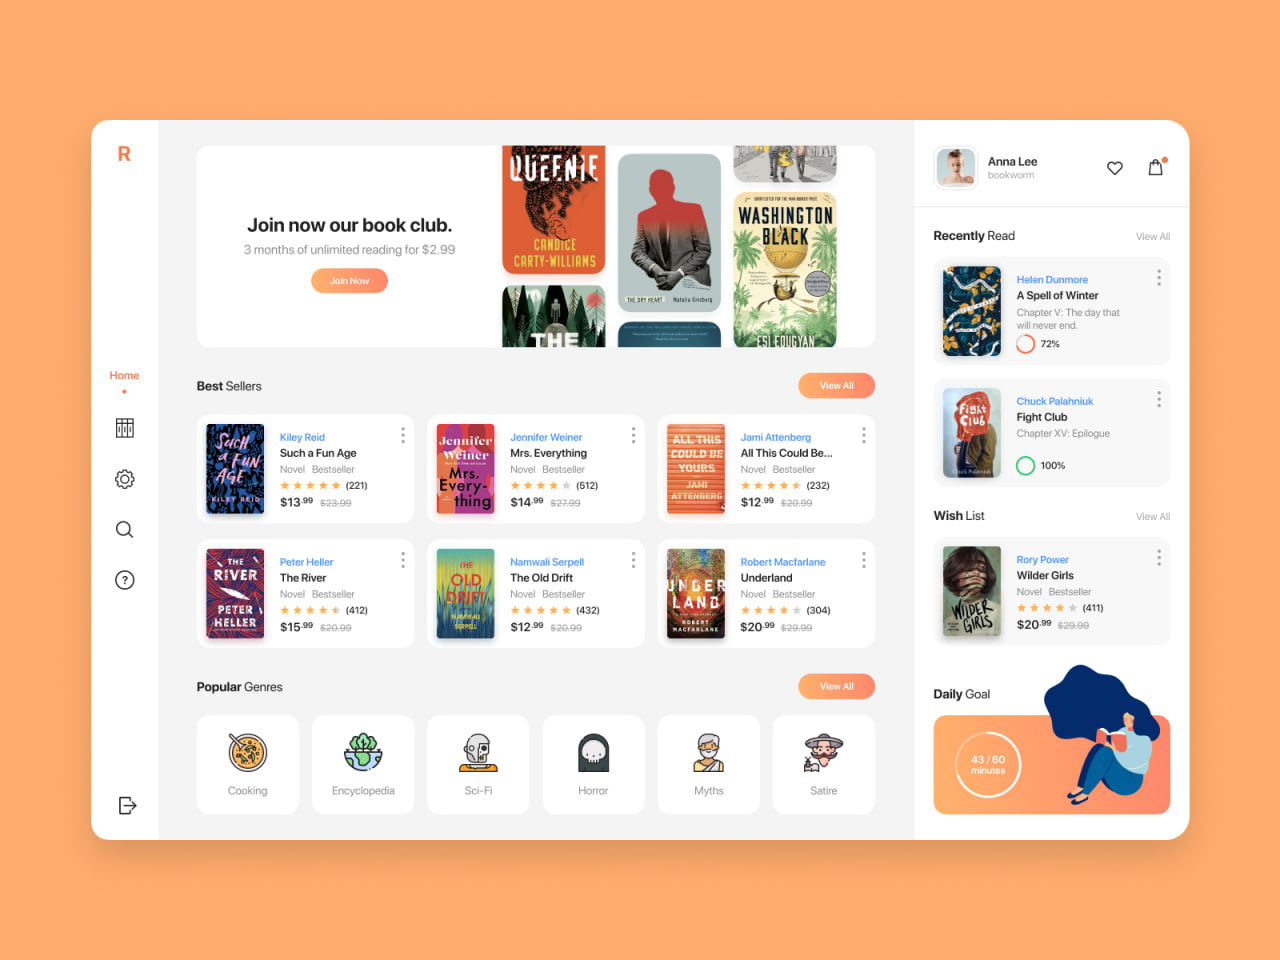 R
Home
?
Join now our book club.
3 months of unlimited reading for $2.99
Join Now
QUEENIE
CANDICE
CARTY-WILLIAMS
THE
THE DRY HEART
Natalia Ginzburg
WASHINGTON
BLACK
ESI EDUGYAN
Best Sellers
View All
Such
a FUN
AGE
KILEY REID
Kiley Reid
Such a Fun Age
Novel Bestseller
(221)
$13.99 $23.99
Jennifer
Weiner
Mrs.
Every-
thing
Jennifer Weiner
Mrs. Everything
Novel Bestseller
(512)
$14.99 $27.99
ALL THIS
COULD BE
YOURS
JAMI
ATTENBERG
Jami Attenberg
All This Could Be...
Novel Bestseller
(232)
$12.99 $20.99
THE
RIVER
PETER
HELLER
Peter Heller
The River
Novel Bestseller
(412)
$15.99 $20.99
THE
OLD
DRIFT
NAMWALI
SERPELL
Namwali Serpell
The Old Drift
Novel Bestseller
(432)
$12.99 $20.99
UNDER
LAND
ROBERT
MACFARLANE
Robert Macfarlane
Underland
Novel Bestseller
(304)
$20.99 $29.99
Popular Genres
View All
Cooking
Encyclopedia
Sci-Fi
Horror
Myths
Satire
Anna Lee
bookworm
Recently Read
View All
Helen Dunmore
A Spell of Winter
Chapter V: The day that
will never end.
72%
Fight
Club
Chuck Palahniuk
Chuck Palahniuk
Fight Club
Chapter XV: Epilogue
100%
Wish List
View All
WILDER
GIRLS
Rory Power
Wilder Girls
Novel Bestseller
(411)
$20.99 $29.99
Daily Goal
43 / 60
minutes